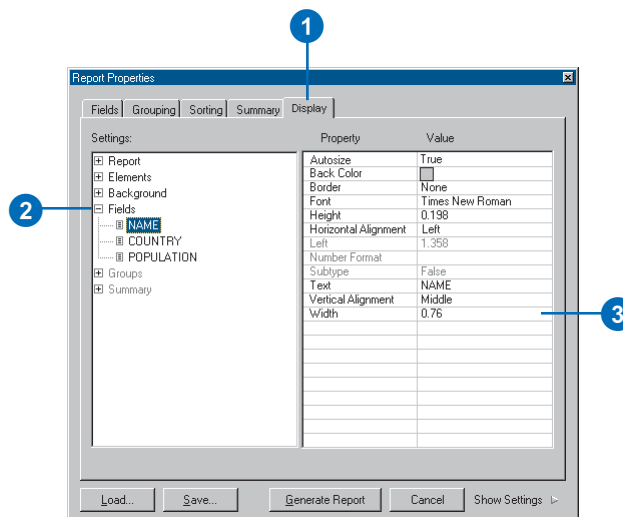 1
Report Properties
Fields Grouping Sorting Summary Display
Settings:
Property Value
Report
Elements
Background
2
Fields
NAME
COUNTRY
POPULATION
Groups
Summary
Autosize True
Back Color
Border None
Font Times New Roman
Height 0.198
Horizontal Alignment Left
Left 1.358
Number Format
Subtype False
Text NAME
Vertical Alignment Middle
Width 0.76
3
Load... Save... Generate Report Cancel Show Settings